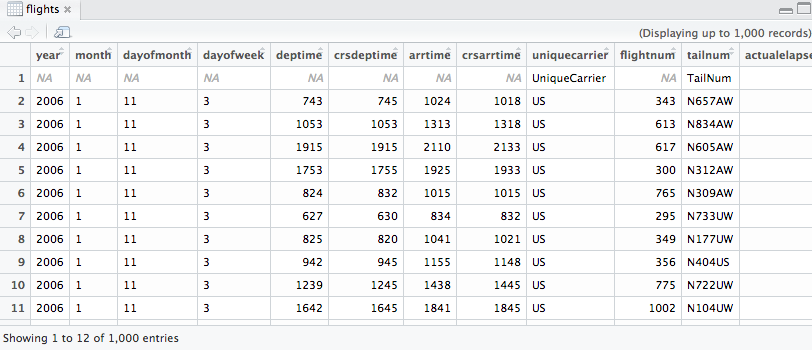 flights
(Displaying up to 1,000 records)
year month dayofmonth dayofweek deptime crsdeptime arrtime crsarrtime uniquecarrier flightnum tailnum actualelapse
1 NA NA NA NA NA NA NA NA UniqueCarrier NA TailNum
2 2006 1 11 3 743 745 1024 1018 US 343 N657AW
3 2006 1 11 3 1053 1053 1313 1318 US 613 N834AW
4 2006 1 11 3 1915 1915 2110 2133 US 617 N605AW
5 2006 1 11 3 1753 1755 1925 1933 US 300 N312AW
6 2006 1 11 3 824 832 1015 1015 US 765 N309AW
7 2006 1 11 3 627 630 834 832 US 295 N733UW
8 2006 1 11 3 825 820 1041 1021 US 349 N177UW
9 2006 1 11 3 942 945 1155 1148 US 356 N404US
10 2006 1 11 3 1239 1245 1438 1445 US 775 N722UW
11 2006 1 11 3 1642 1645 1841 1845 US 1002 N104UW
Showing 1 to 12 of 1,000 entries